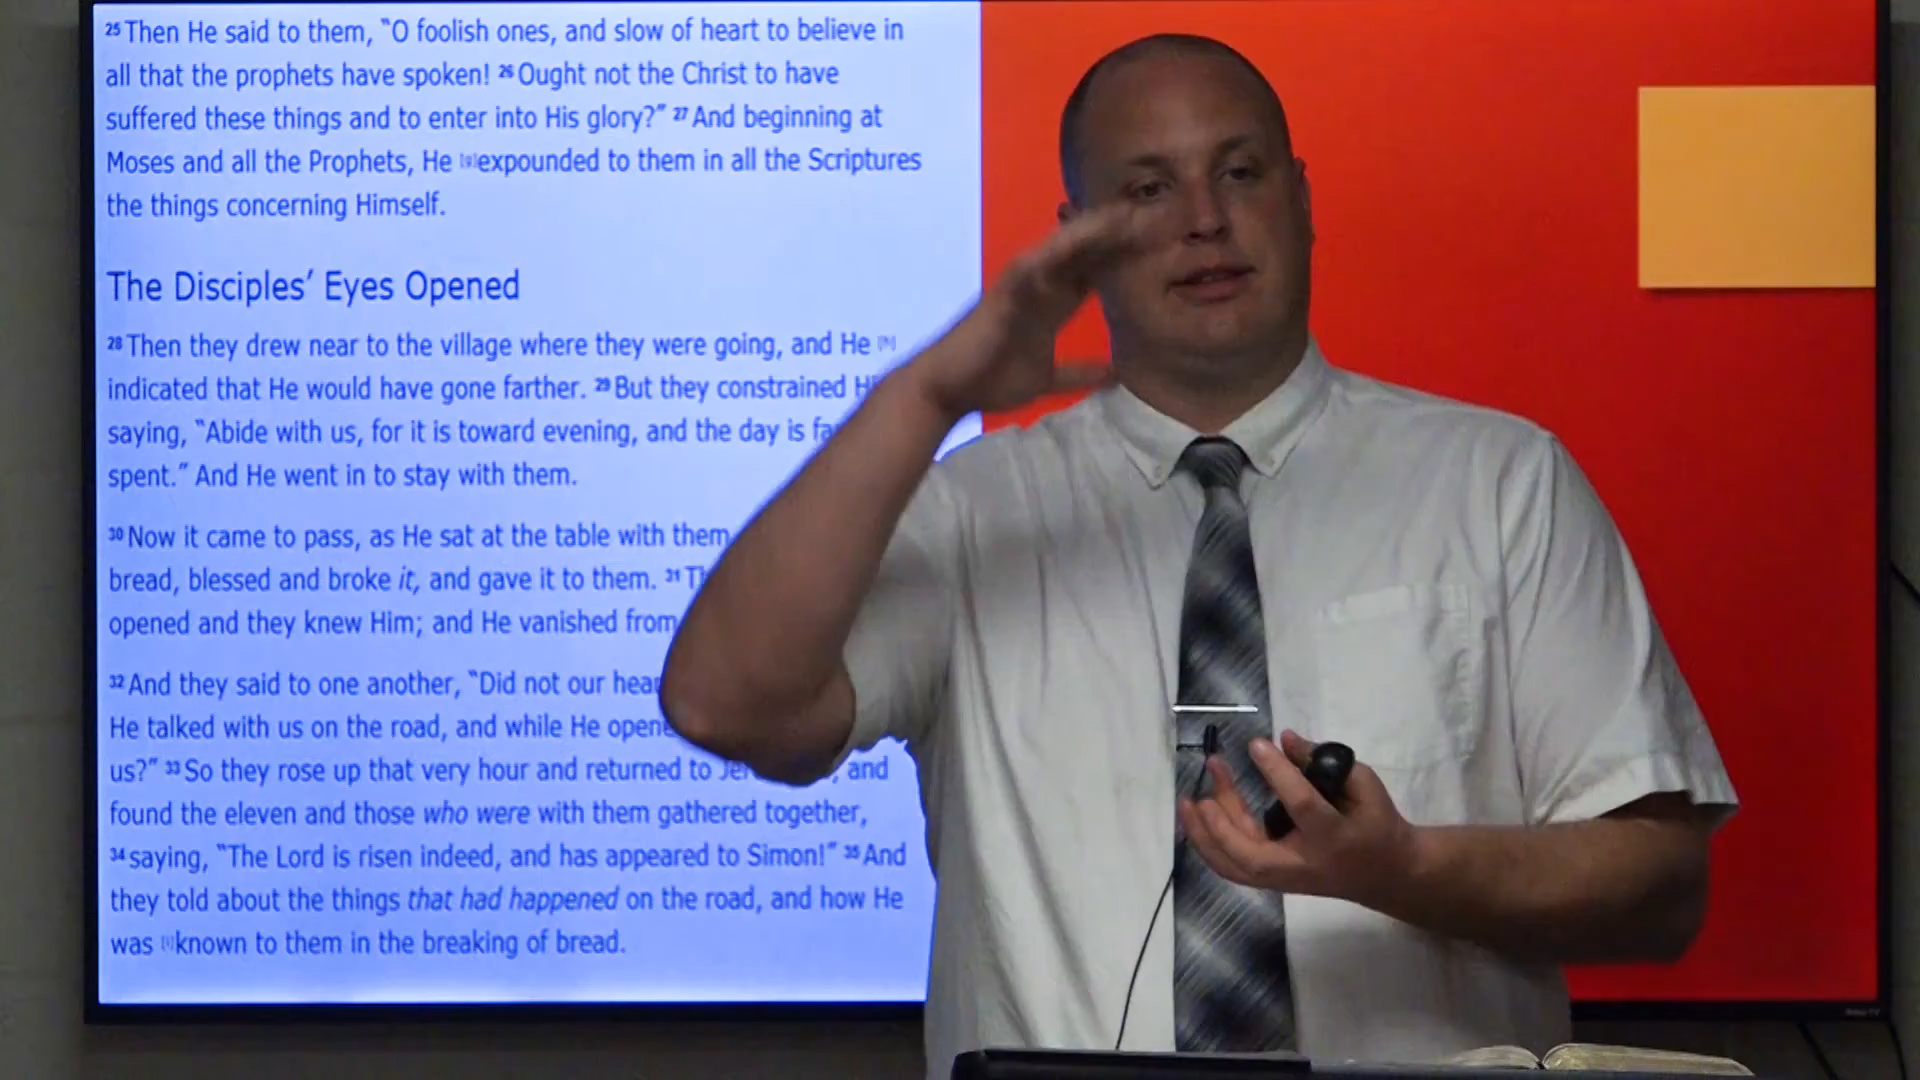 25 Then He said to them, “O foolish ones, and slow of heart to believe in
all that the prophets have spoken! 26 Ought not the Christ to have
suffered these things and to enter into His glory?” 27 And beginning at
Moses and all the Prophets, He [g]expounded to them in all the Scriptures
the things concerning Himself.
The Disciples’ Eyes Opened
28 Then they drew near to the village where they were going, and He [h]
indicated that He would have gone farther. 29 But they constrained
saying, “Abide with us, for it is toward evening, and the day is
spent.” And He went in to stay with them.
30 Now it came to pass, as He sat at the table with them
bread, blessed and broke it, and gave it to them. 31
opened and they knew Him; and He vanished from
32 And they said to one another, “Did not our
He talked with us on the road, and while He
us?” 33 So they rose up that very hour and returned to and
found the eleven and those who were with them gathered together,
34 saying, “The Lord is risen indeed, and has appeared to Simon!” 35 And
they told about the things that had happened on the road, and how He
was [i]known to them in the breaking of bread.